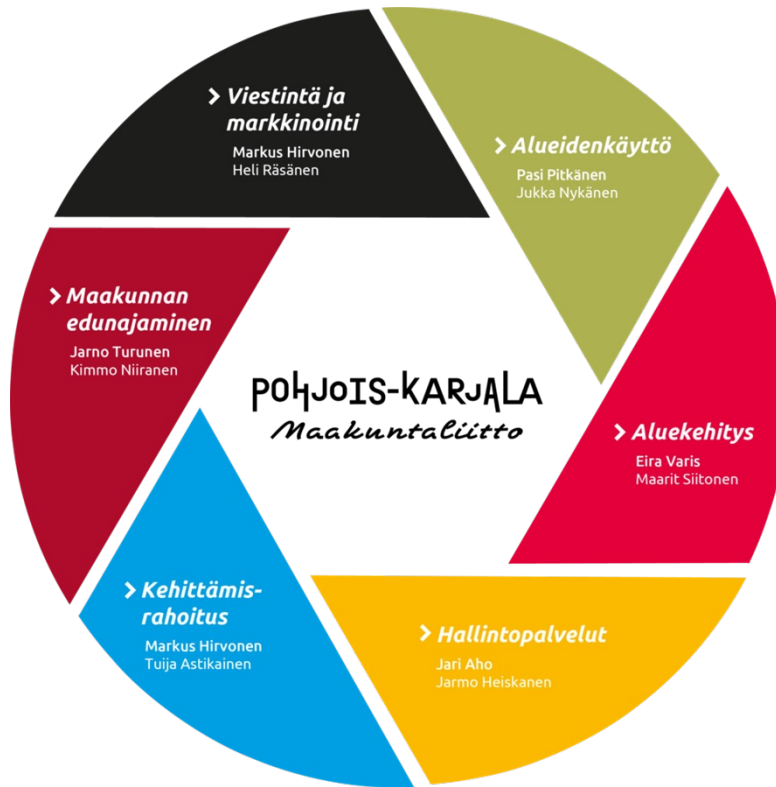 Viestintä ja
markkinointi
Markus Hirvonen
Heli Räsänen
Alueidenkäyttö
Pasi Pitkänen
Jukka Nykänen
Maakunnan
edunajaminen
Jarno Turunen
Kimmo Niiranen
POHJOIS-KARJALA
Maakuntaliitto
Aluekehitys
Eira Varis
Maarit Siitonen
Kehittämis-
rahoitus
Markus Hirvonen
Tuija Astikainen
Hallintopalvelut
Jari Aho
Jarmo Heiskanen